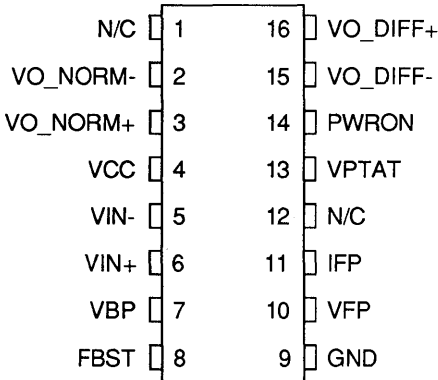 N/C 1 16 VO_DIFF+
VO_NORM- 2 15 VO_DIFF-
VO_NORM+ 3 14 PWRON
VCC 4 13 VPTAT
VIN- 5 12 N/C
VIN+ 6 11 IFP
VBP 7 10 VFP
FBST 8 9 GND